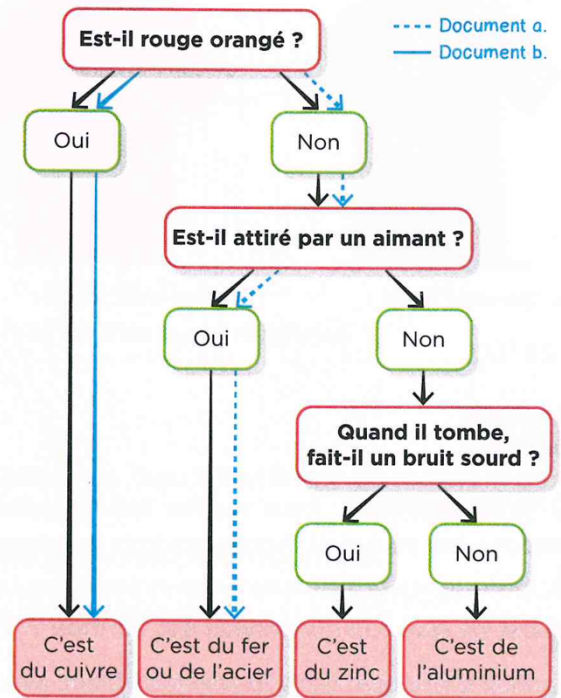 Est-il rouge orangé ?
Document a.
Document b.
Oui
Non
Est-il attiré par un aimant ?
Oui
Non
Quand il tombe,
fait-il un bruit sourd ?
Oui
Non
C'est
du cuivre
C'est du fer
ou de l'acier
C'est
du zinc
C'est de
l'aluminium